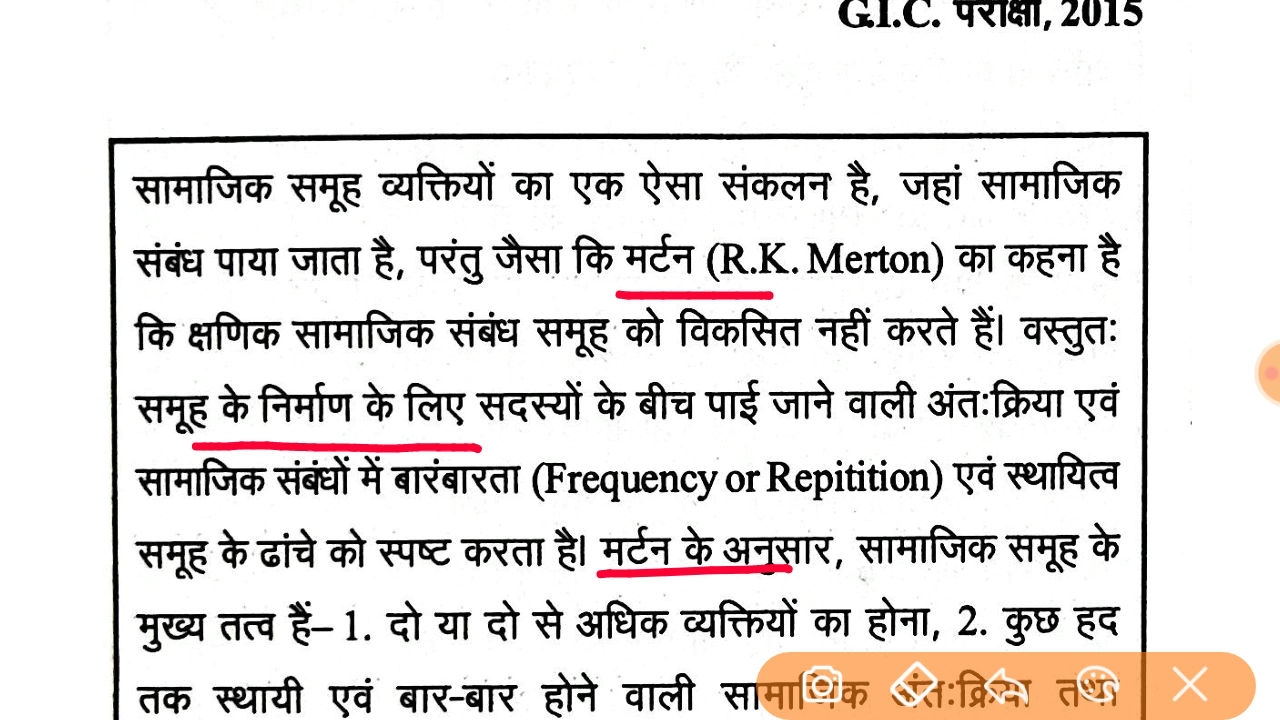 G.I.C. परीक्षा, 2015
सामाजिक समूह व्यक्तियों का एक ऐसा संकलन है, जहां सामाजिक
संबंध पाया जाता है, परंतु जैसा कि मर्टन (R.K. Merton) का कहना है
कि क्षणिक सामाजिक संबंध समूह को विकसित नहीं करते हैं। वस्तुतः
समूह के निर्माण के लिए सदस्यों के बीच पाई जाने वाली अंतःक्रिया एवं
सामाजिक संबंधों में बारंबारता (Frequency or Repitition) एवं स्थायित्व
समूह के ढांचे को स्पष्ट करता है। मर्टन के अनुसार, सामाजिक समूह के
मुख्य तत्व हैं– 1. दो या दो से अधिक व्यक्तियों का होना, 2. कुछ हद
तक स्थायी एवं बार-बार होने वाली सामाजिक अंतःक्रिया तथा